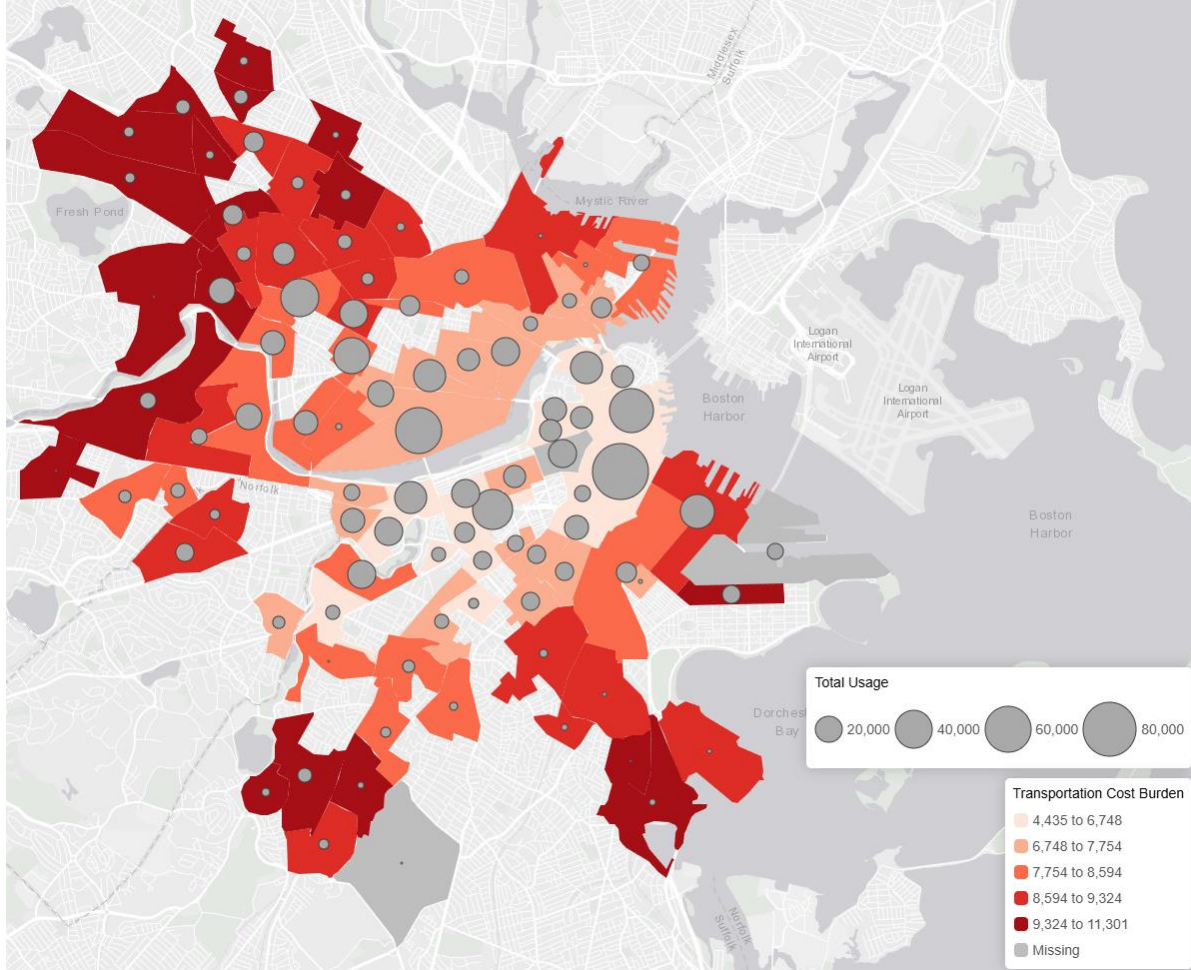 Middlesex
Suffolk
Fresh Pond
Mystic River
Logan
International
Airport
Logan
International
Airport
Boston
Harbor
Norfolk
Boston
Harbor
Total Usage
20,000
40,000
60,000
80,000
Dorches
Bay
Transportation Cost Burden
4,435 to 6,748
6,748 to 7,754
7,754 to 8,594
8,594 to 9,324
9,324 to 11,301
Missing
Norfolk
Suffolk